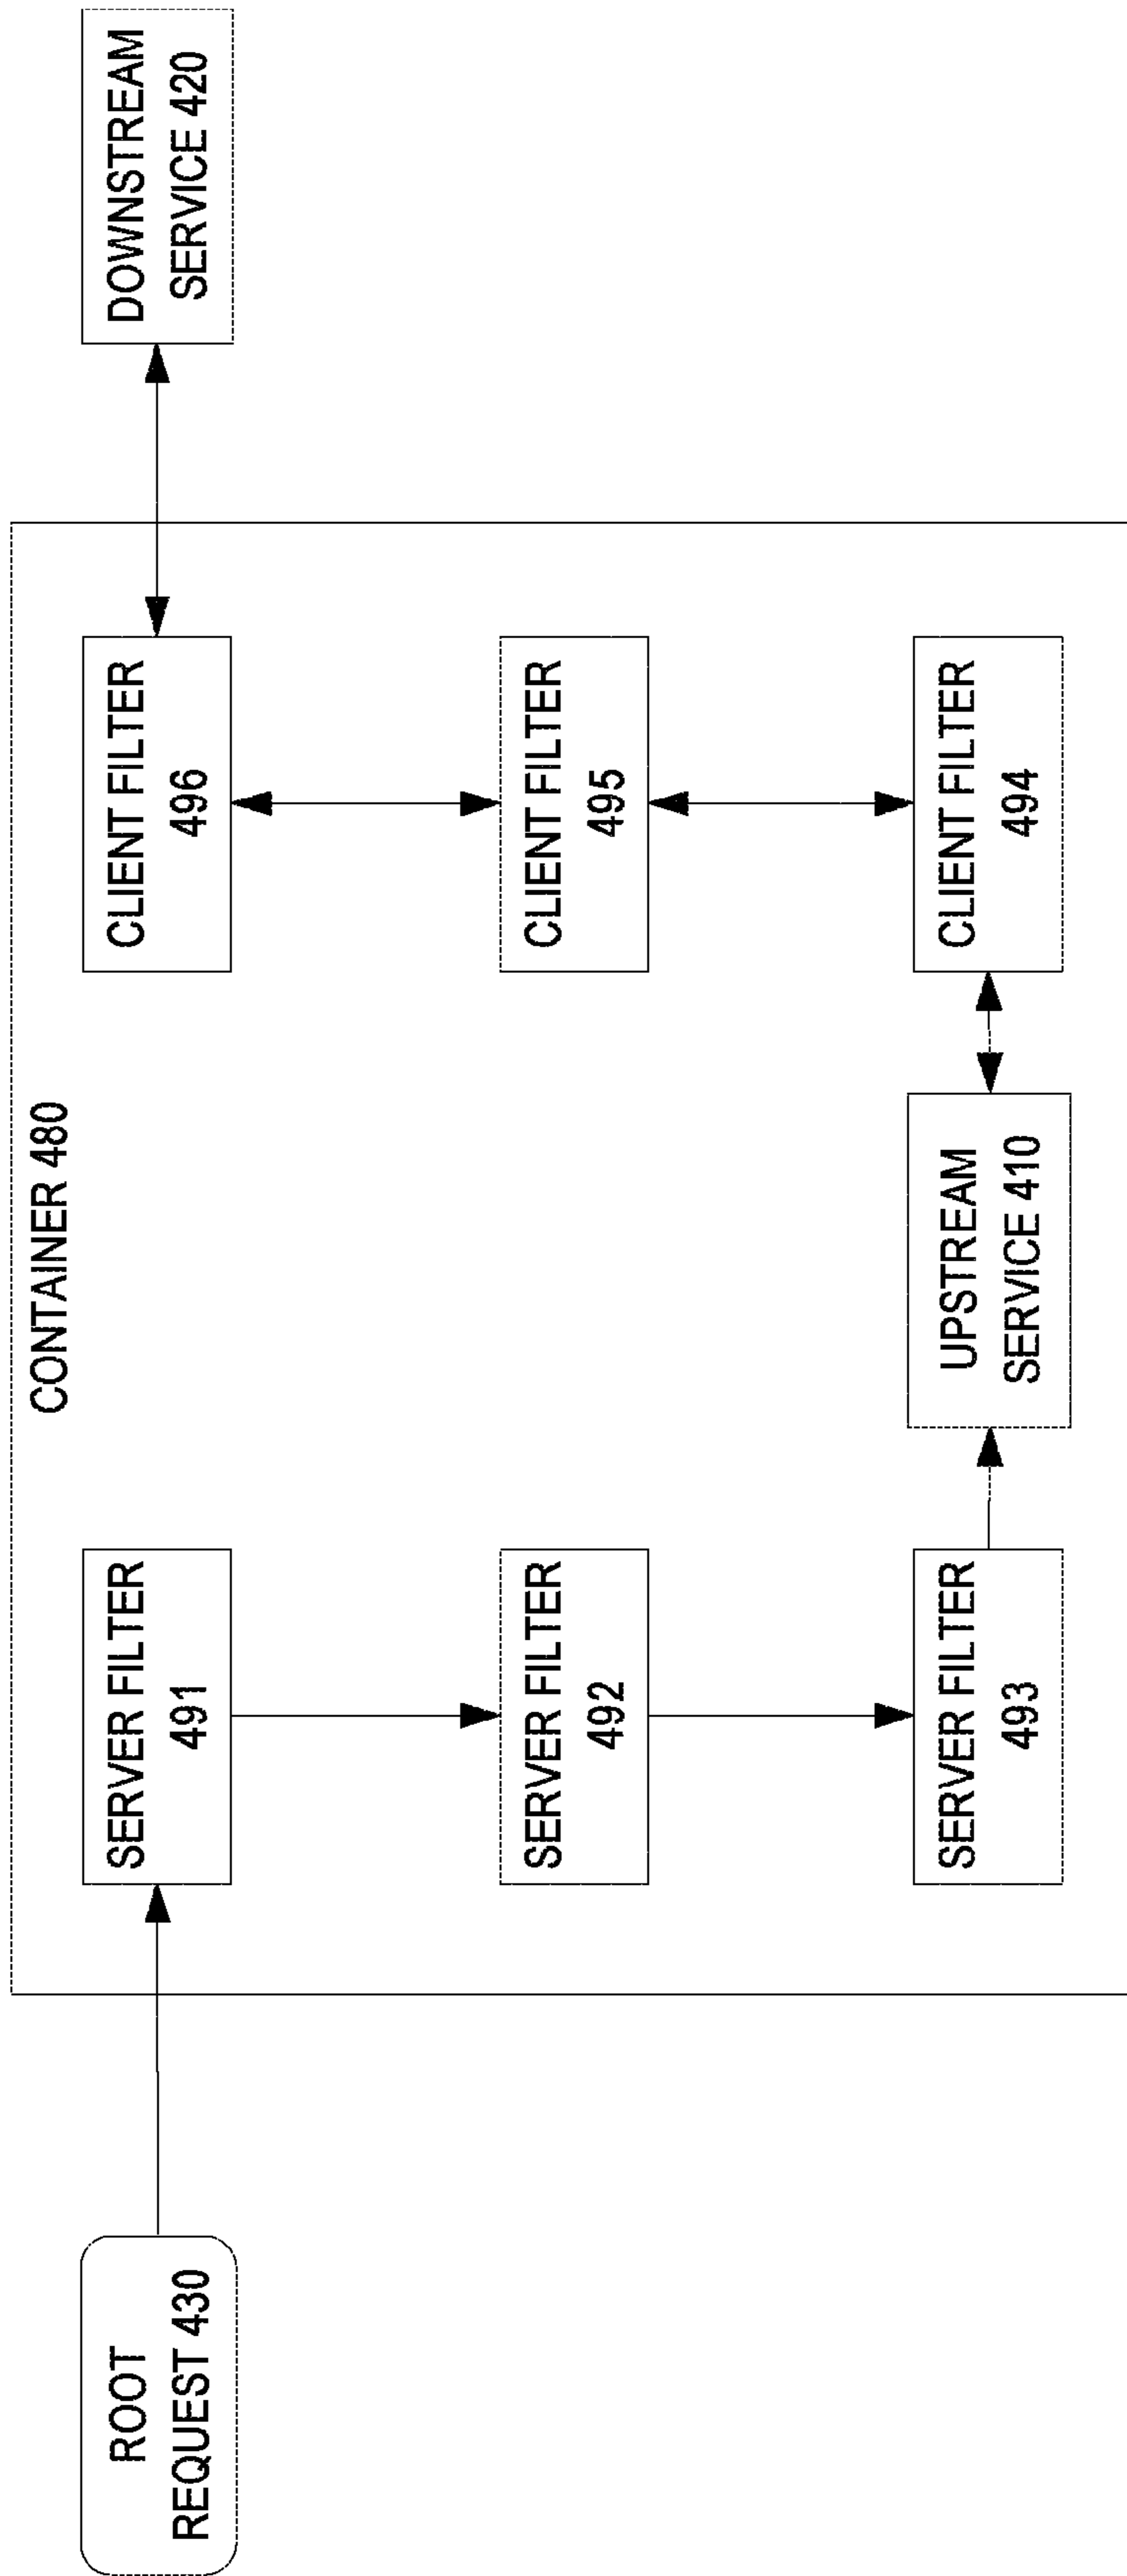 CONTAINER 480
ROOT
REQUEST 430
SERVER FILTER
491
SERVER FILTER
492
SERVER FILTER
493
UPSTREAM
SERVICE 410
CLIENT FILTER
494
CLIENT FILTER
495
CLIENT FILTER
496
DOWNSTREAM
SERVICE 420